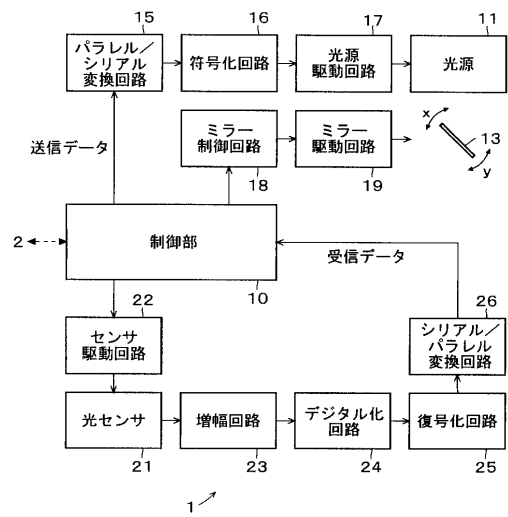 15
16
17
11
パラレル／
シリアル
変換回路
符号化回路
光源
駆動回路
光源
送信データ
ミラー
制御回路
ミラー
駆動回路
x
13
y
18
19
2
制御部
受信データ
10
22
26
センサ
駆動回路
シリアル／
パラレル
変換回路
光センサ
増幅回路
デジタル化
回路
復号化回路
21
23
24
25
1